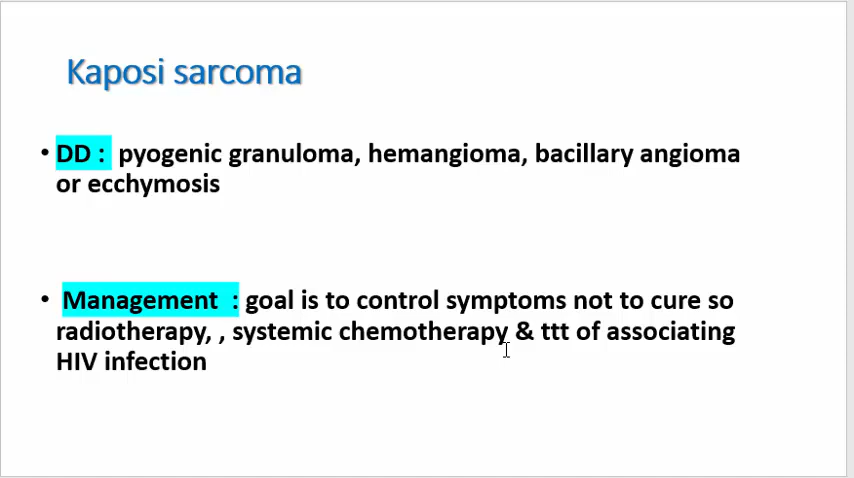 Kaposi sarcoma
• DD : pyogenic granuloma, hemangioma, bacillary angioma
or ecchymosis
• Management : goal is to control symptoms not to cure so
radiotherapy, , systemic chemotherapy & ttt of associating
HIV infection